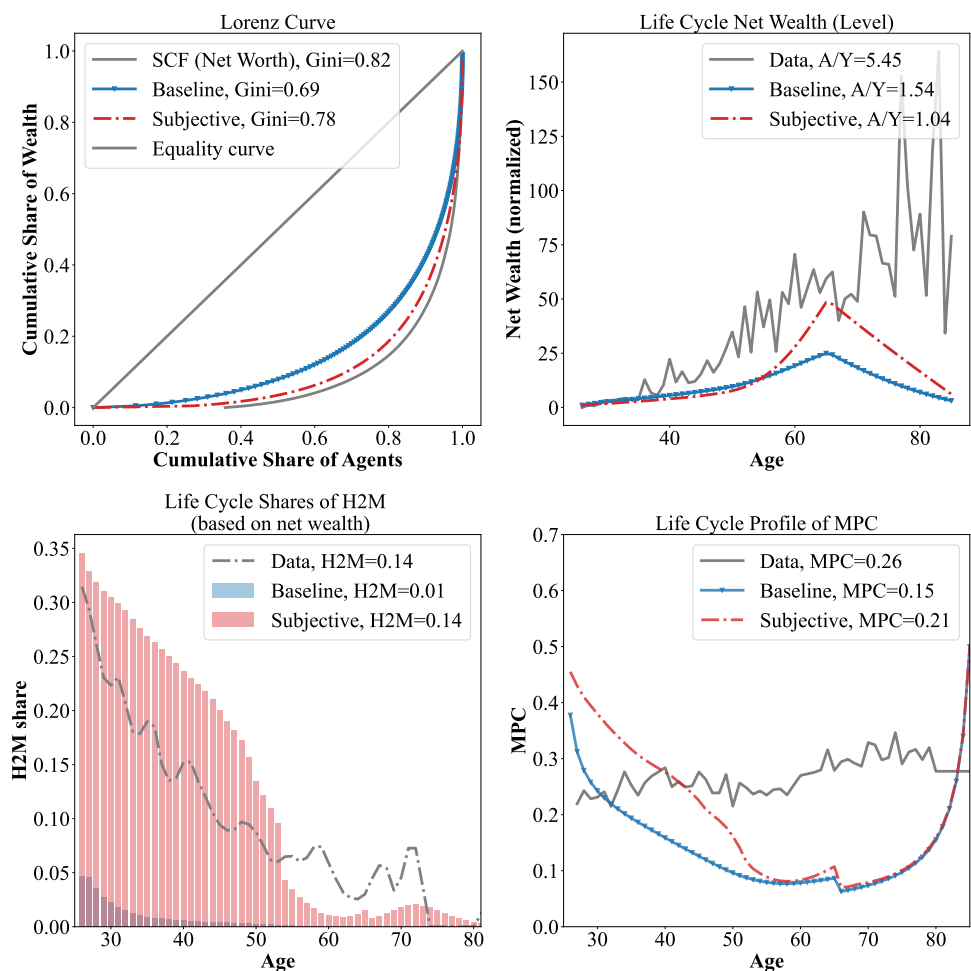 Lorenz Curve
SCF (Net Worth), Gini=0.82
Baseline, Gini=0.69
Subjective, Gini=0.78
Equality curve
Cumulative Share of Wealth
1.0
0.8
0.6
0.4
0.2
0.0
0.0 0.2 0.4 0.6 0.8 1.0
Cumulative Share of Agents
Life Cycle Net Wealth (Level)
Data, A/Y=5.45
Baseline, A/Y=1.54
Subjective, A/Y=1.04
Net Wealth (normalized)
150
125
100
75
50
25
0
40 60 80
Age
Life Cycle Shares of H2M
(based on net wealth)
Data, H2M=0.14
Baseline, H2M=0.01
Subjective, H2M=0.14
H2M share
0.35
0.30
0.25
0.20
0.15
0.10
0.05
0.00
30 40 50 60 70 80
Age
Life Cycle Profile of MPC
Data, MPC=0.26
Baseline, MPC=0.15
Subjective, MPC=0.21
MPC
0.7
0.6
0.5
0.4
0.3
0.2
0.1
0.0
30 40 50 60 70 80
Age